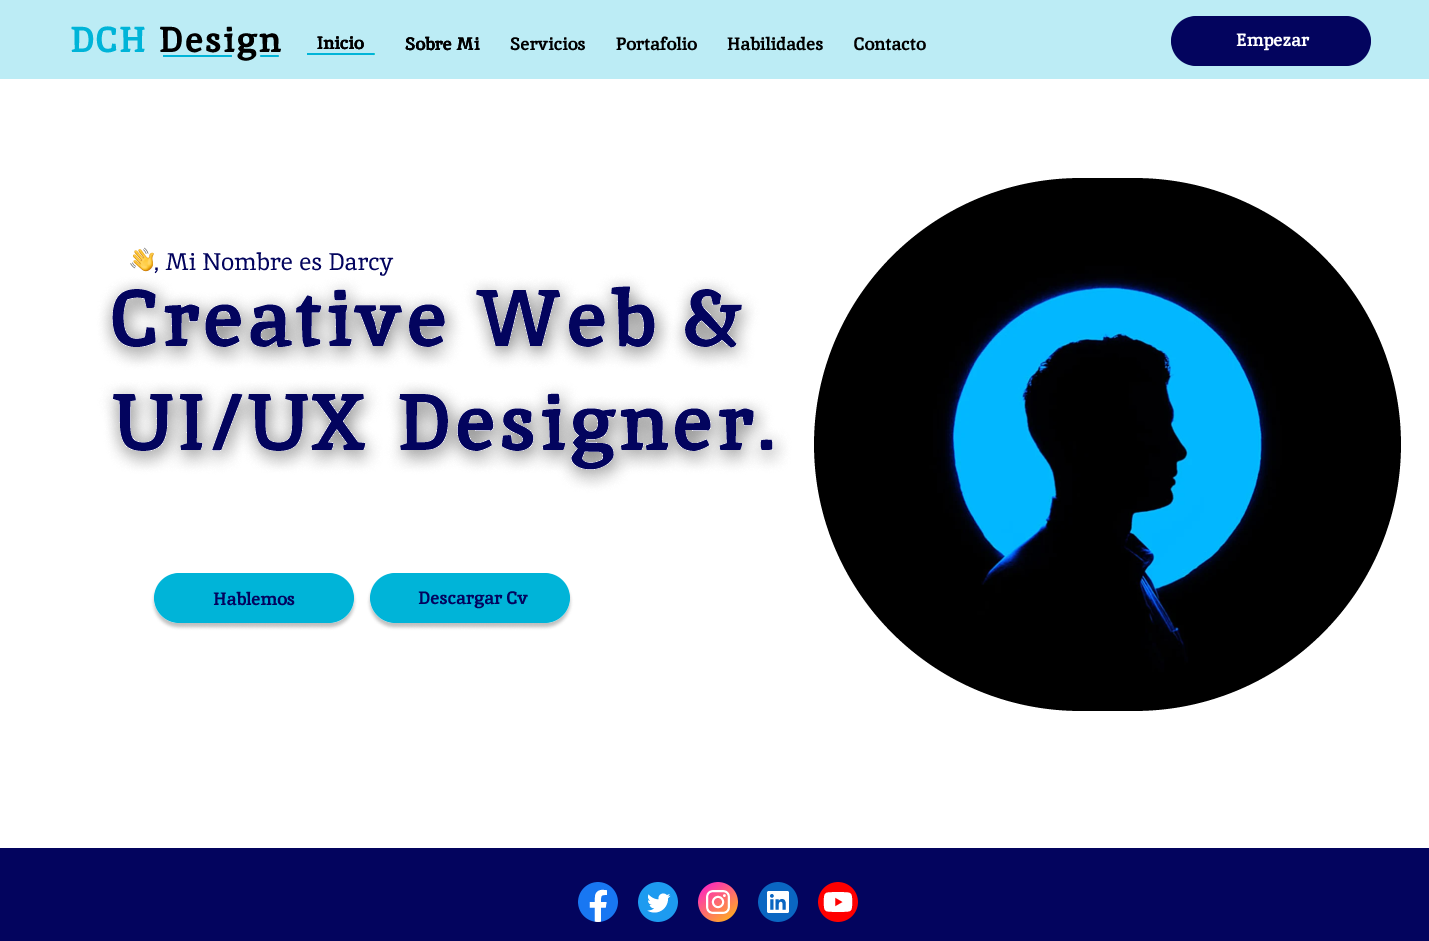 DCH Design
Inicio Sobre Mi Servicios Portafolio Habilidades Contacto
Empezar
👋, Mi Nombre es Darcy
Creative Web &
UI/UX Designer.
Hablemos
Descargar Cv